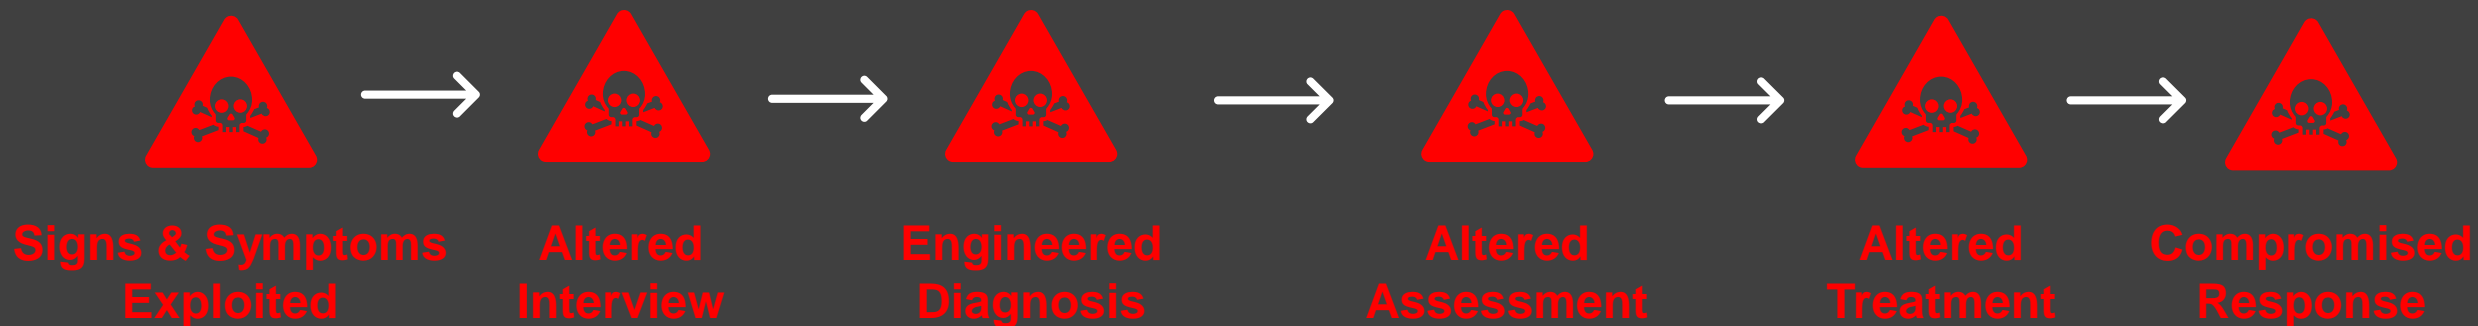 Signs & Symptoms
Exploited
Altered
Interview
Engineered
Diagnosis
Altered
Assessment
Altered
Treatment
Compromised
Response